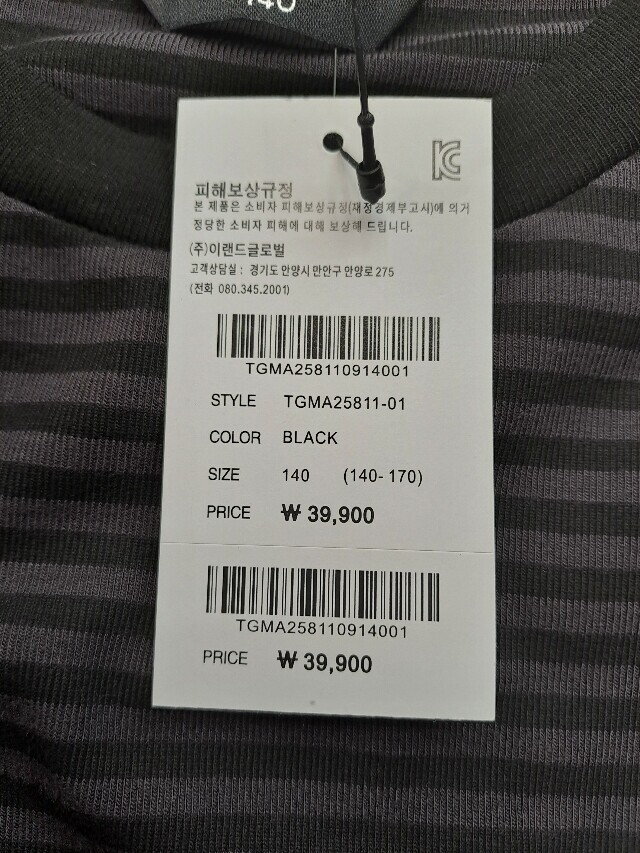 140
피해보상규정
본 제품은 소비자 피해보상규정(재정경제부고시)에 의거
정당한 소비자 피해에 대해 보상해 드립니다.
(주)이랜드글로벌
고객상담실 : 경기도 안양시 만안구 안양로 275
(전화 080.345.2001)
TGMA258110914001
STYLE TGMA25811-01
COLOR BLACK
SIZE 140 (140- 170)
PRICE ₩ 39,900
TGMA258110914001
PRICE ₩ 39,900